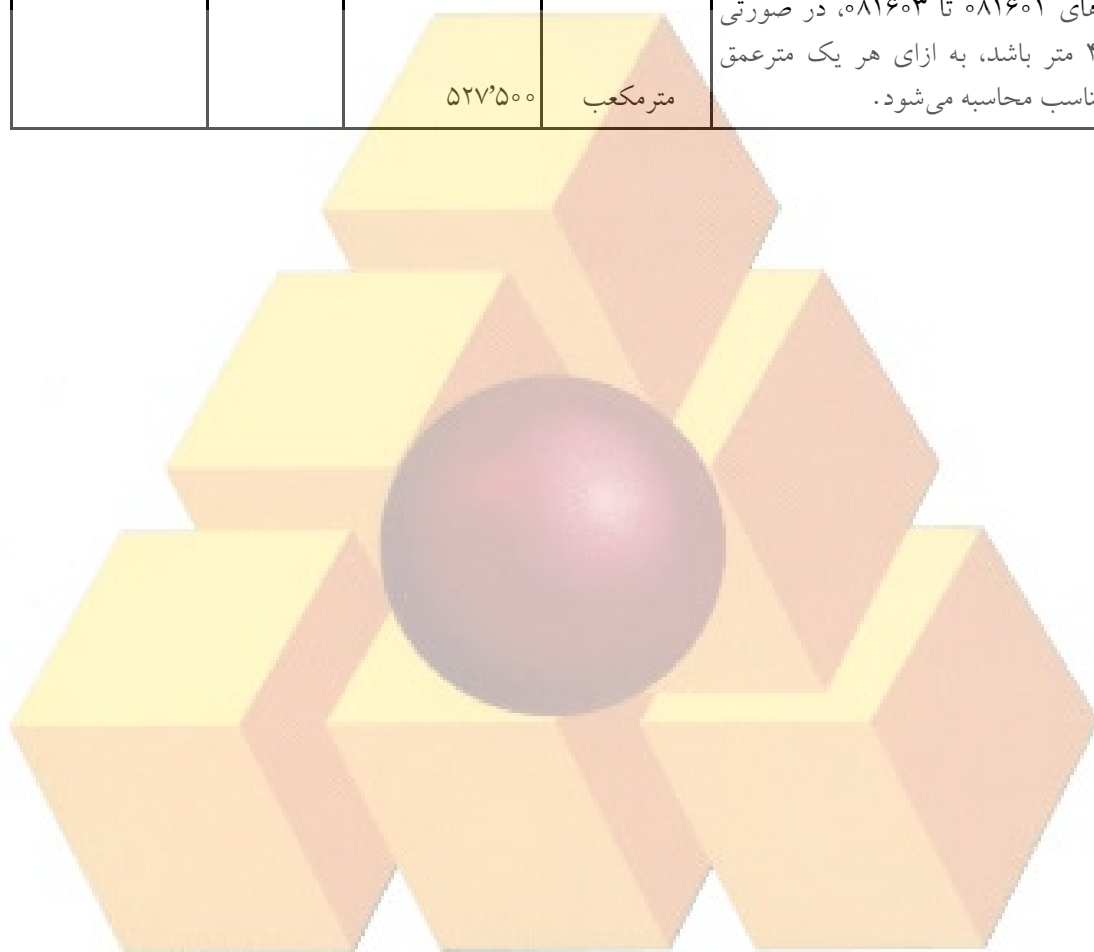 های ۰۸۱۶۰۱ تا ۰۸۱۶۰۳، در صورتی
۴ متر باشد، به ازای هر یک مترعمق
ناسب محاسبه می‌شود. مترمکعب ۵۲۷٬۵۰۰